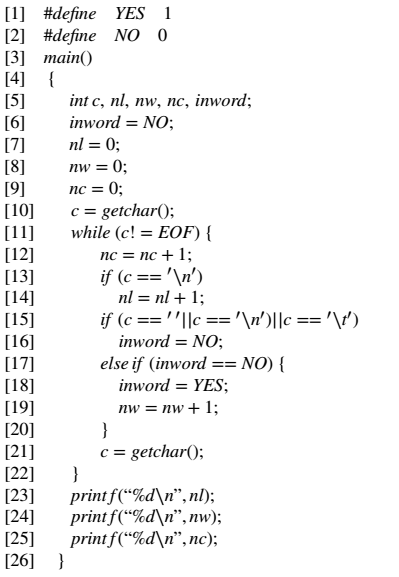 [1] #define YES 1
[2] #define NO 0
[3] main()
[4] {
[5] int c, nl, nw, nc, inword;
[6] inword = NO;
[7] nl = 0;
[8] nw = 0;
[9] nc = 0;
[10] c = getchar();
[11] while (c! = EOF) {
[12] nc = nc + 1;
[13] if (c == '\n')
[14] nl = nl + 1;
[15] if (c == ' '||c == '\n')||c == '\t')
[16] inword = NO;
[17] else if (inword == NO) {
[18] inword = YES;
[19] nw = nw + 1;
[20] }
[21] c = getchar();
[22] }
[23] printf(“%d\n”, nl);
[24] printf(“%d\n”, nw);
[25] printf(“%d\n”, nc);
[26] }